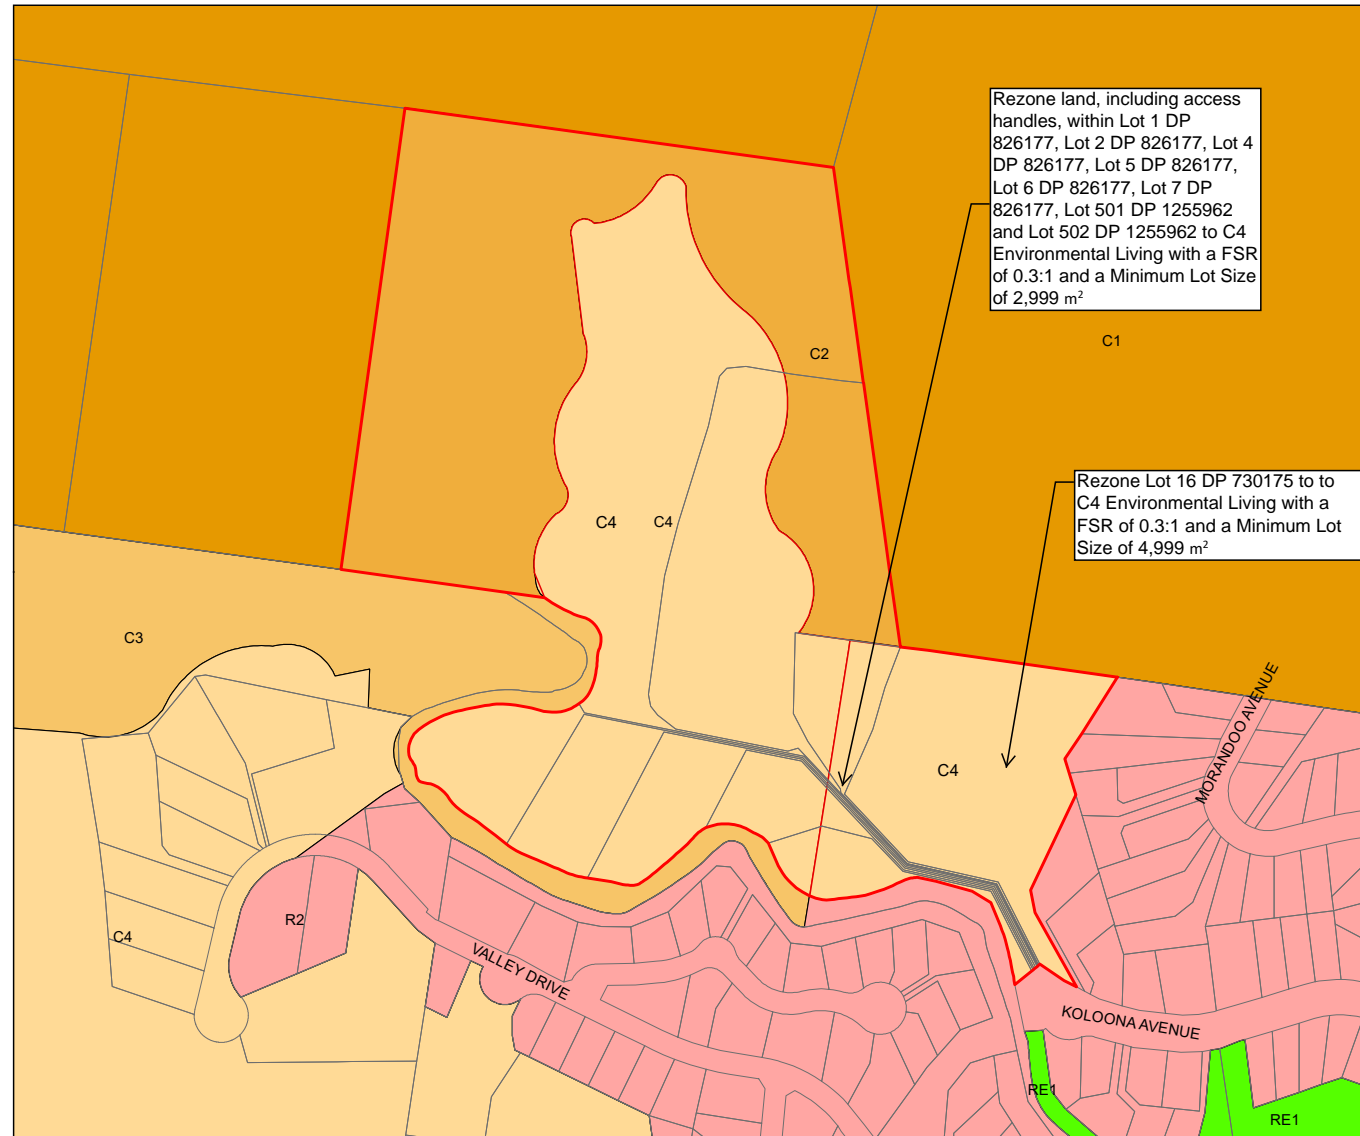 Rezone land, including access
handles, within Lot 1 DP
826177, Lot 2 DP 826177, Lot 4
DP 826177, Lot 5 DP 826177,
Lot 6 DP 826177, Lot 7 DP
826177, Lot 501 DP 1255962
and Lot 502 DP 1255962 to C4
Environmental Living with a FSR
of 0.3:1 and a Minimum Lot Size
of 2,999 m²
C1
C2
Rezone Lot 16 DP 730175 to to
C4 Environmental Living with a
FSR of 0.3:1 and a Minimum Lot
Size of 4,999 m²
C4
C4
C3
MORANDOO AVENUE
C4
R2
C4
VALLEY DRIVE
KOLOONA AVENUE
RE1
RE1